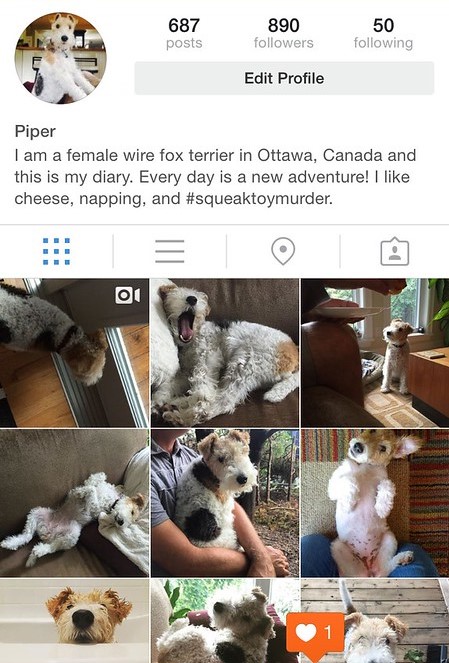 687 890 50
posts followers following
Edit Profile
Piper
I am a female wire fox terrier in Ottawa, Canada and
this is my diary. Every day is a new adventure! I like
cheese, napping, and #squeaktoymurder.
1